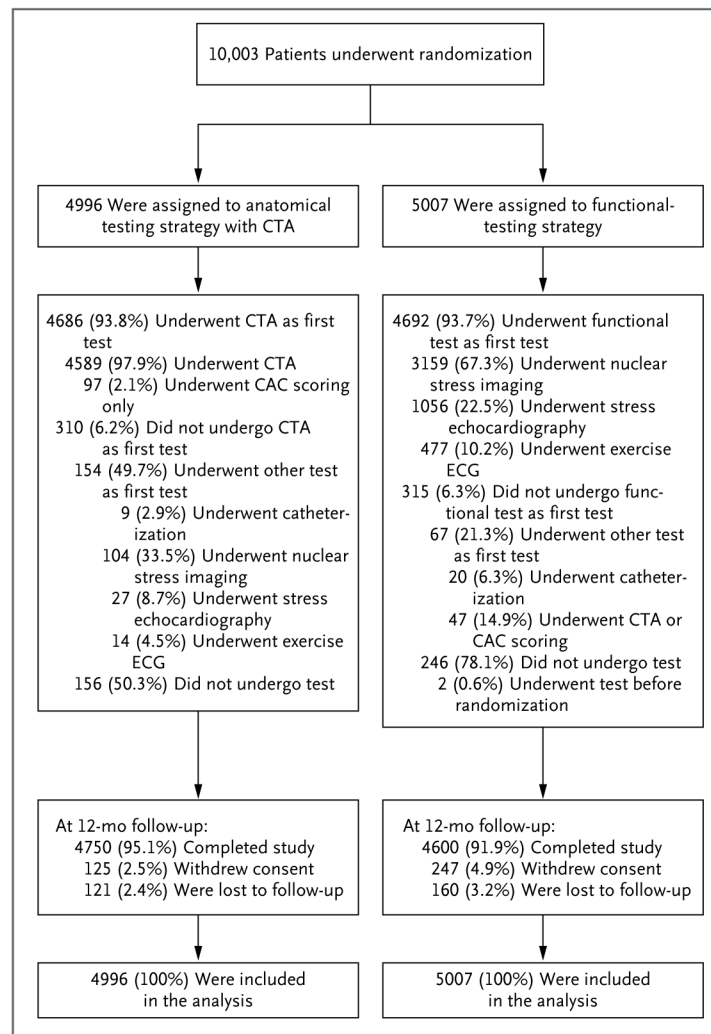 10,003 Patients underwent randomization
4996 Were assigned to anatomical
testing strategy with CTA
5007 Were assigned to functional-
testing strategy
4686 (93.8%) Underwent CTA as first
test
4589 (97.9%) Underwent CTA
97 (2.1%) Underwent CAC scoring
only
310 (6.2%) Did not undergo CTA
as first test
154 (49.7%) Underwent other test
as first test
9 (2.9%) Underwent catheter-
ization
104 (33.5%) Underwent nuclear
stress imaging
27 (8.7%) Underwent stress
echocardiography
14 (4.5%) Underwent exercise
ECG
156 (50.3%) Did not undergo test
4692 (93.7%) Underwent functional
test as first test
3159 (67.3%) Underwent nuclear
stress imaging
1056 (22.5%) Underwent stress
echocardiography
477 (10.2%) Underwent exercise
ECG
315 (6.3%) Did not undergo func-
tional test as first test
67 (21.3%) Underwent other test
as first test
20 (6.3%) Underwent catheter-
ization
47 (14.9%) Underwent CTA or
CAC scoring
246 (78.1%) Did not undergo test
2 (0.6%) Underwent test before
randomization
At 12-mo follow-up:
4750 (95.1%) Completed study
125 (2.5%) Withdrew consent
121 (2.4%) Were lost to follow-up
At 12-mo follow-up:
4600 (91.9%) Completed study
247 (4.9%) Withdrew consent
160 (3.2%) Were lost to follow-up
4996 (100%) Were included
in the analysis
5007 (100%) Were included
in the analysis